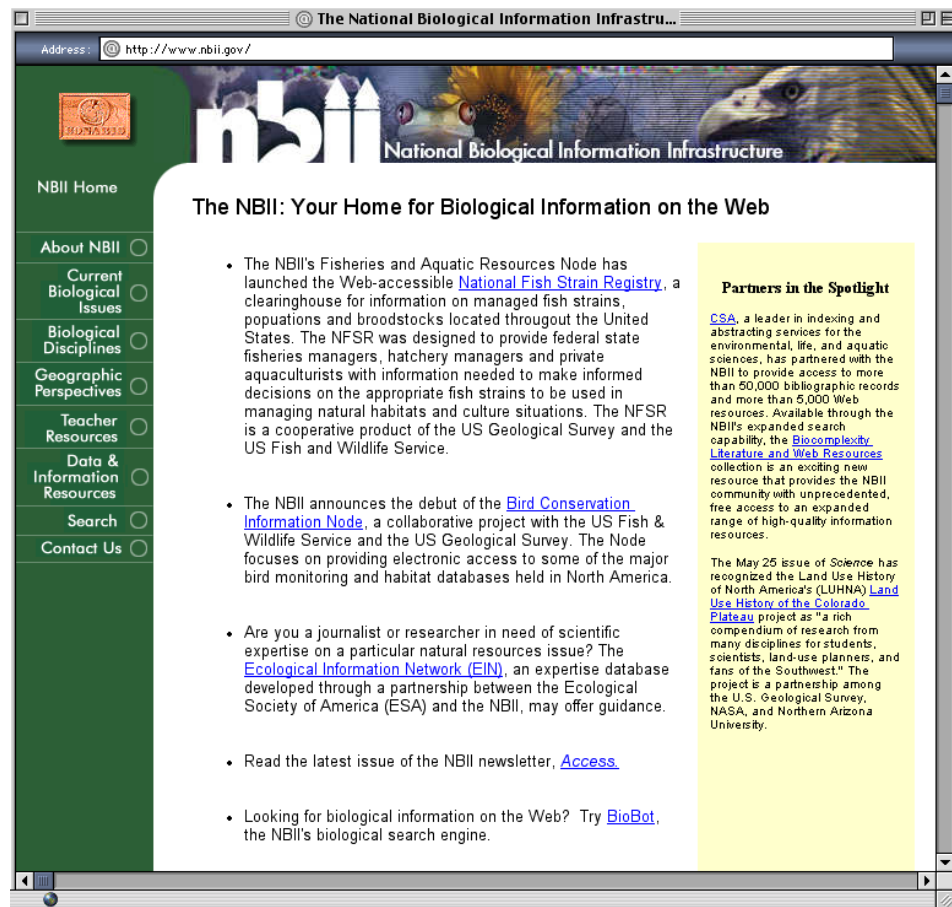 @ The National Biological Information Infrastru...
Address: @ http://www.nbii.gov/
nbii
National Biological Information Infrastructure
NBII Home
About NBII
Current
Biological
Issues
Biological
Disciplines
Geographic
Perspectives
Teacher
Resources
Data &
Information
Resources
Search
Contact Us
The NBII: Your Home for Biological Information on the Web
• The NBII's Fisheries and Aquatic Resources Node has
launched the Web-accessible National Fish Strain Registry, a
clearinghouse for information on managed fish strains,
popuations and broodstocks located througout the United
States. The NFSR was designed to provide federal state
fisheries managers, hatchery managers and private
aquaculturists with information needed to make informed
decisions on the appropriate fish strains to be used in
managing natural habitats and culture situations. The NFSR
is a cooperative product of the US Geological Survey and the
US Fish and Wildlife Service.
• The NBII announces the debut of the Bird Conservation
Information Node, a collaborative project with the US Fish &
Wildlife Service and the US Geological Survey. The Node
focuses on providing electronic access to some of the major
bird monitoring and habitat databases held in North America.
• Are you a journalist or researcher in need of scientific
expertise on a particular natural resources issue? The
Ecological Information Network (EIN), an expertise database
developed through a partnership between the Ecological
Society of America (ESA) and the NBII, may offer guidance.
• Read the latest issue of the NBII newsletter, Access.
• Looking for biological information on the Web? Try BioBot,
the NBII's biological search engine.
Partners in the Spotlight
CSA, a leader in indexing and
abstracting services for the
environmental, life, and aquatic
sciences, has partnered with the
NBII to provide access to more
than 50,000 bibliographic records
and more than 5,000 Web
resources. Available through the
NBII's expanded search
capability, the Biocomplexity
Literature and Web Resources
collection is an exciting new
resource that provides the NBII
community with unprecedented,
free access to an expanded
range of high-quality information
resources.
The May 25 issue of Science has
recognized the Land Use History
of North America's (LUHNA) Land
Use History of the Colorado
Plateau project as "a rich
compendium of research from
many disciplines for students,
scientists, land-use planners, and
fans of the Southwest." The
project is a partnership among
the U.S. Geological Survey,
NASA, and Northern Arizona
University.